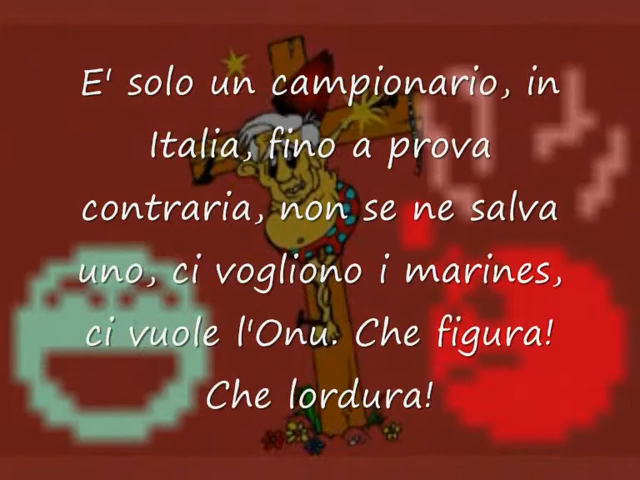 E' solo un campionario, in
Italia, fino a prova
contraria, non se ne salva
uno, ci vogliono i marines,
ci vuole l'Onu. Che figura!
Che lordura!